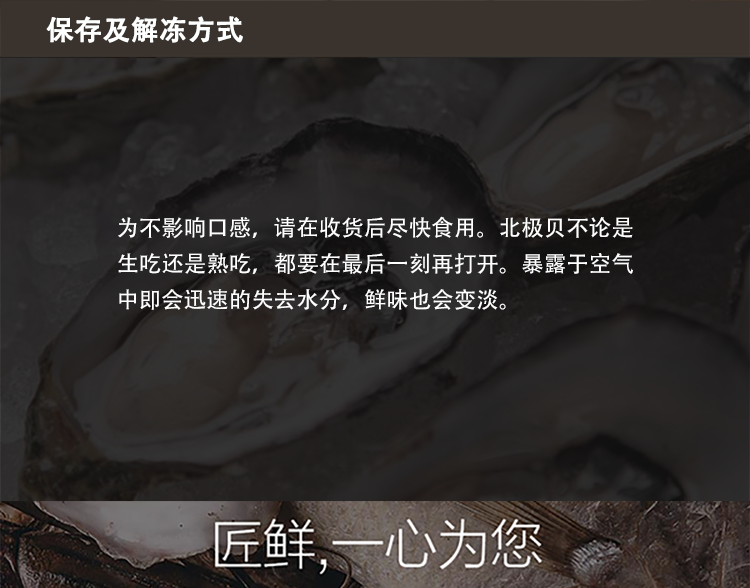 保存及解冻方式
为不影响口感，请在收货后尽快食用。北极贝不论是
生吃还是熟吃，都要在最后一刻再打开。暴露于空气
中即会迅速的失去水分，鲜味也会变淡。
匠鲜,一心为您